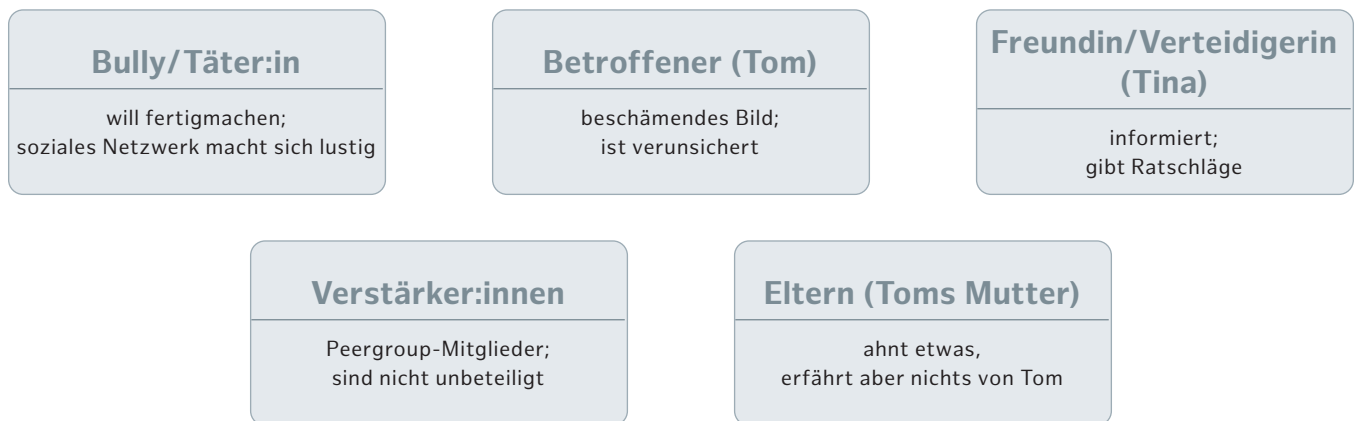 Bully/Täter:in
will fertigmachen;
soziales Netzwerk macht sich lustig
Betroffener (Tom)
beschämendes Bild;
ist verunsichert
Freundin/Verteidigerin
(Tina)
informiert;
gibt Ratschläge
Verstärker:innen
Peergroup-Mitglieder;
sind nicht unbeteiligt
Eltern (Toms Mutter)
ahnt etwas,
erfährt aber nichts von Tom